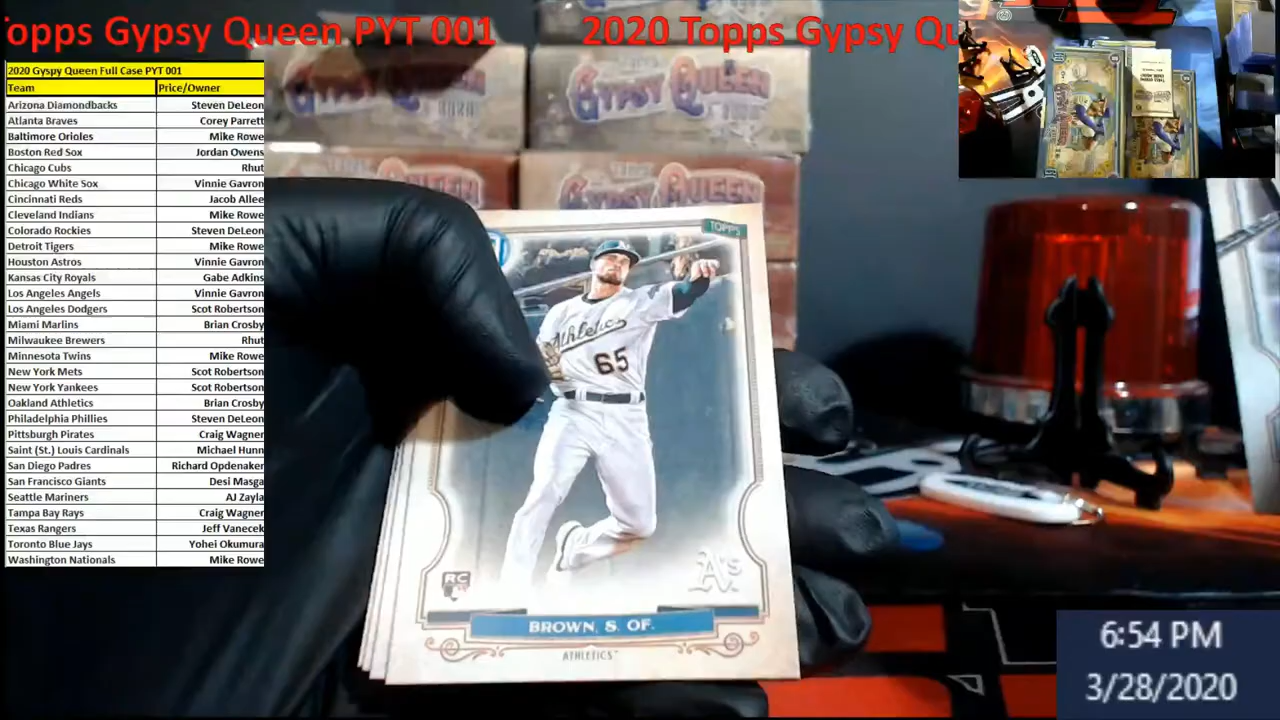 Topps Gypsy Queen PYT 001
2020 Topps Gypsy Qu
2020 Gyspy Queen Full Case PYT 001
Team Price/Owner
Arizona Diamondbacks Steven DeLeon
Atlanta Braves Corey Parrett
Baltimore Orioles Mike Rowe
Boston Red Sox Jordan Owens
Chicago Cubs Rhut
Chicago White Sox Vinnie Gavron
Cincinnati Reds Jacob Allee
Cleveland Indians Mike Rowe
Colorado Rockies Steven DeLeon
Detroit Tigers Mike Rowe
Houston Astros Vinnie Gavron
Kansas City Royals Gabe Adkins
Los Angeles Angels Vinnie Gavron
Los Angeles Dodgers Scot Robertson
Miami Marlins Brian Crosby
Milwaukee Brewers Rhut
Minnesota Twins Mike Rowe
New York Mets Scot Robertson
New York Yankees Scot Robertson
Oakland Athletics Brian Crosby
Philadelphia Phillies Steven DeLeon
Pittsburgh Pirates Craig Wagner
Saint (St.) Louis Cardinals Michael Hunn
San Diego Padres Richard Opdenaker
San Francisco Giants Desi Masga
Seattle Mariners AJ Zayla
Tampa Bay Rays Craig Wagner
Texas Rangers Jeff Vanecek
Toronto Blue Jays Yohei Okumura
Washington Nationals Mike Rowe
GYPSY QUEEN
GYPSY QUEEN
TOPPS
GYPSY QUEEN
TOPPS
Athletics
65
A's
RC
BROWN, S. OF.
ATHLETICS
6:54 PM
3/28/2020